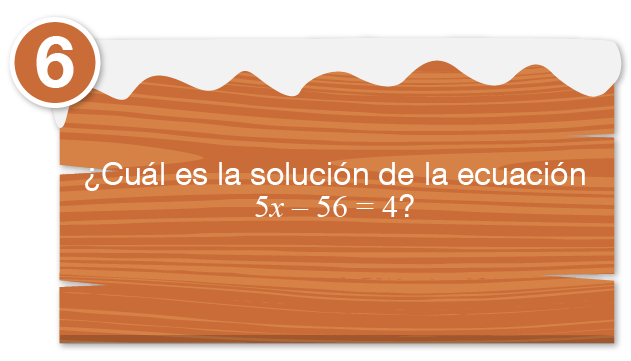 6
¿Cuál es la solución de la ecuación
5x – 56 = 4?